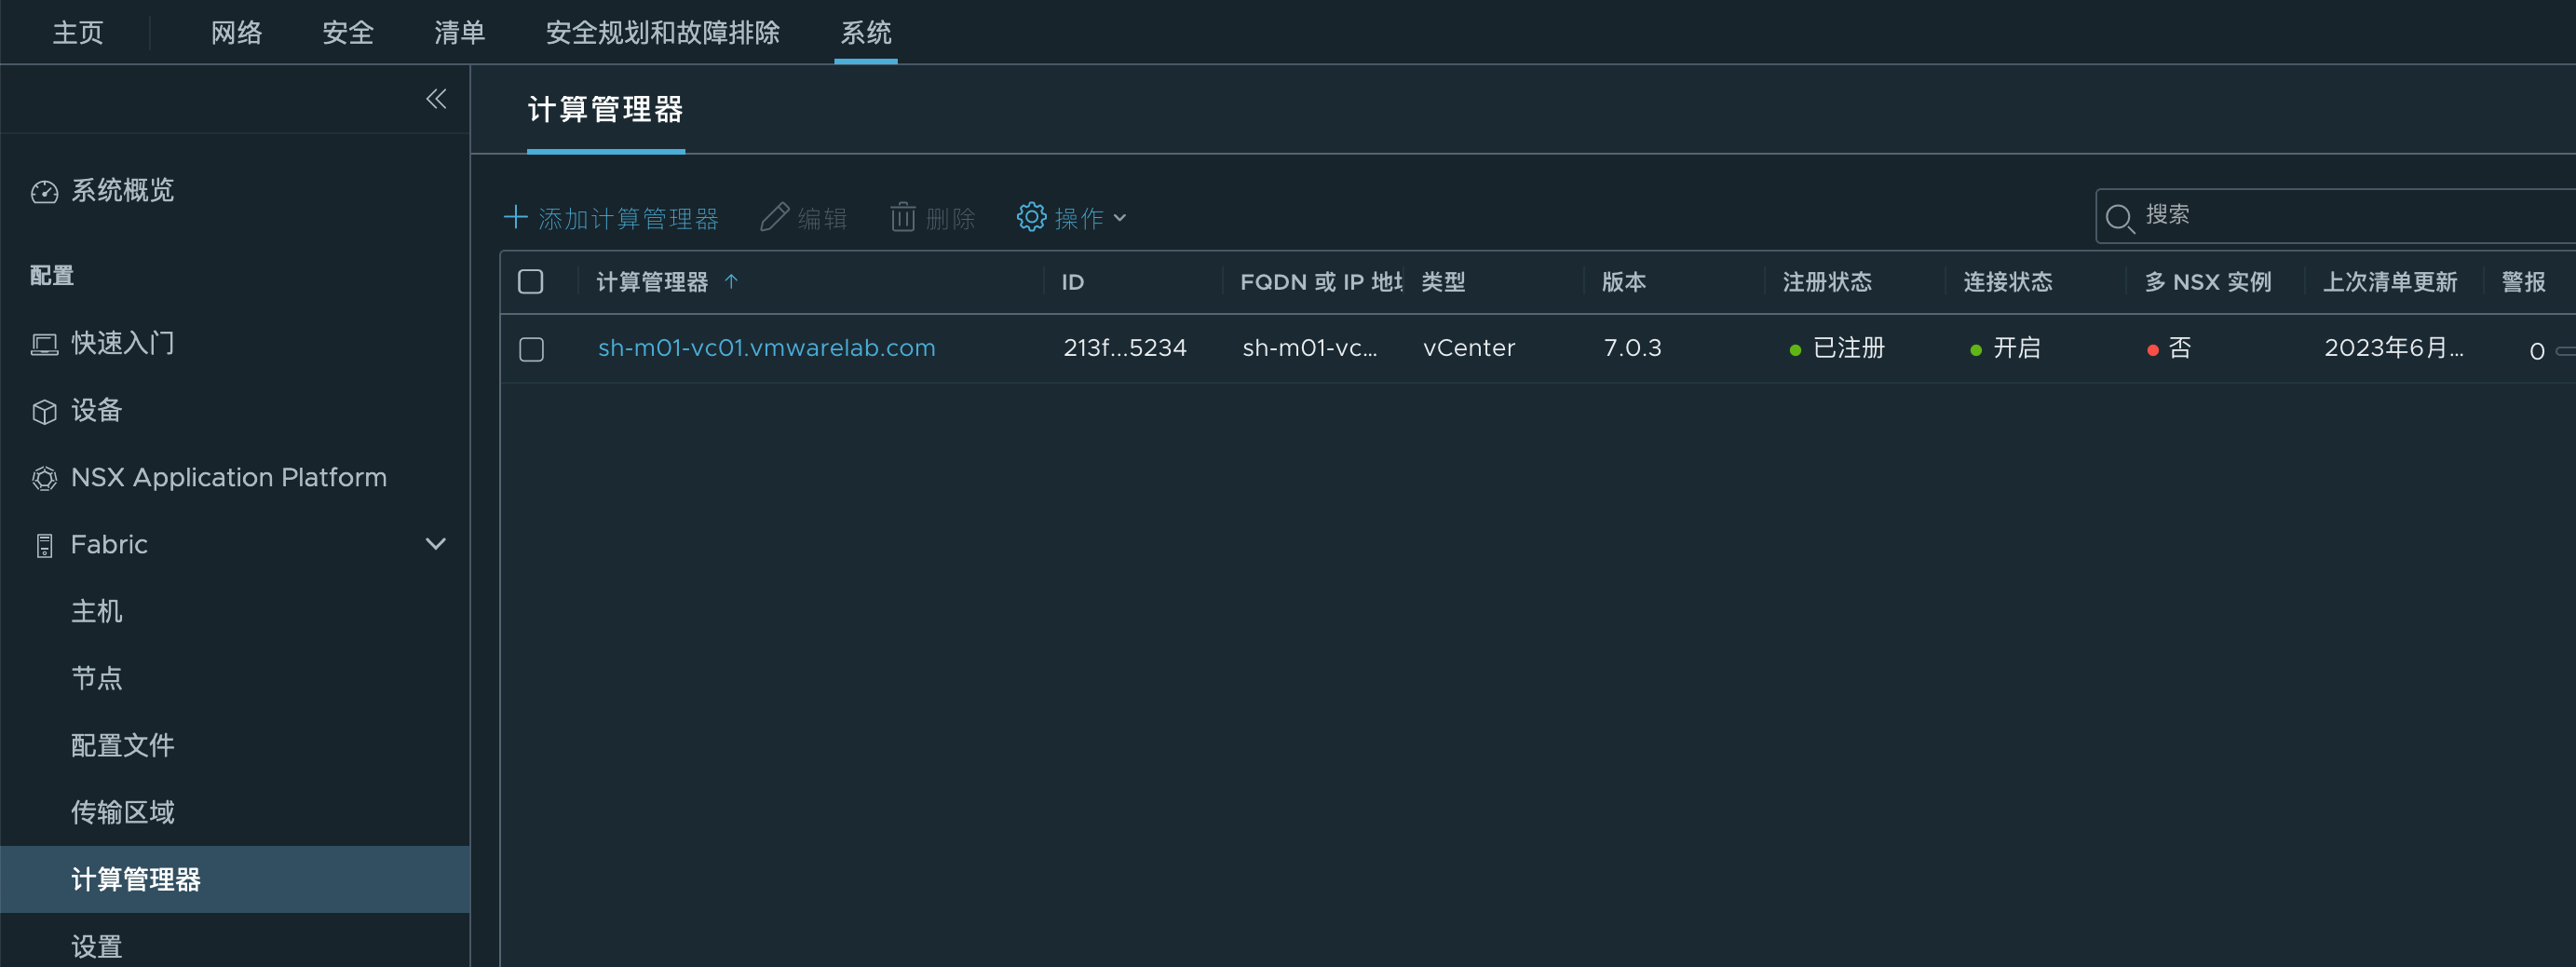 主页 网络 安全 清单 安全规划和故障排除 系统
计算管理器
系统概览
配置
快速入门
设备
NSX Application Platform
Fabric
主机
节点
配置文件
传输区域
计算管理器
设置
添加计算管理器 编辑 删除 操作 搜索
计算管理器 ID FQDN 或 IP 地址 类型 版本 注册状态 连接状态 多 NSX 实例 上次清单更新 警报
sh-m01-vc01.vmwarelab.com 213f...5234 sh-m01-vc... vCenter 7.0.3 已注册 开启 否 2023年6月... 0